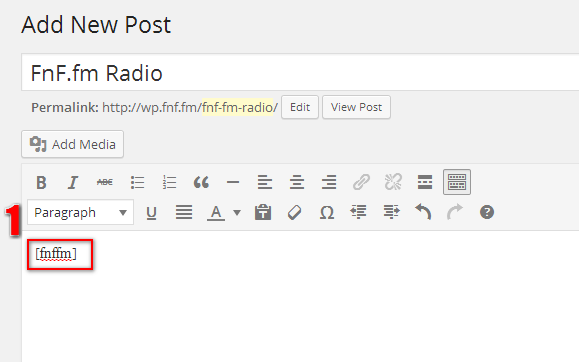 Add New Post
FnF.fm Radio
Permalink: http://wp.fnf.fm/fnf-fm-radio/ Edit View Post
Add Media
B I ABC
Paragraph U A Ω ?
1
[fnffm]